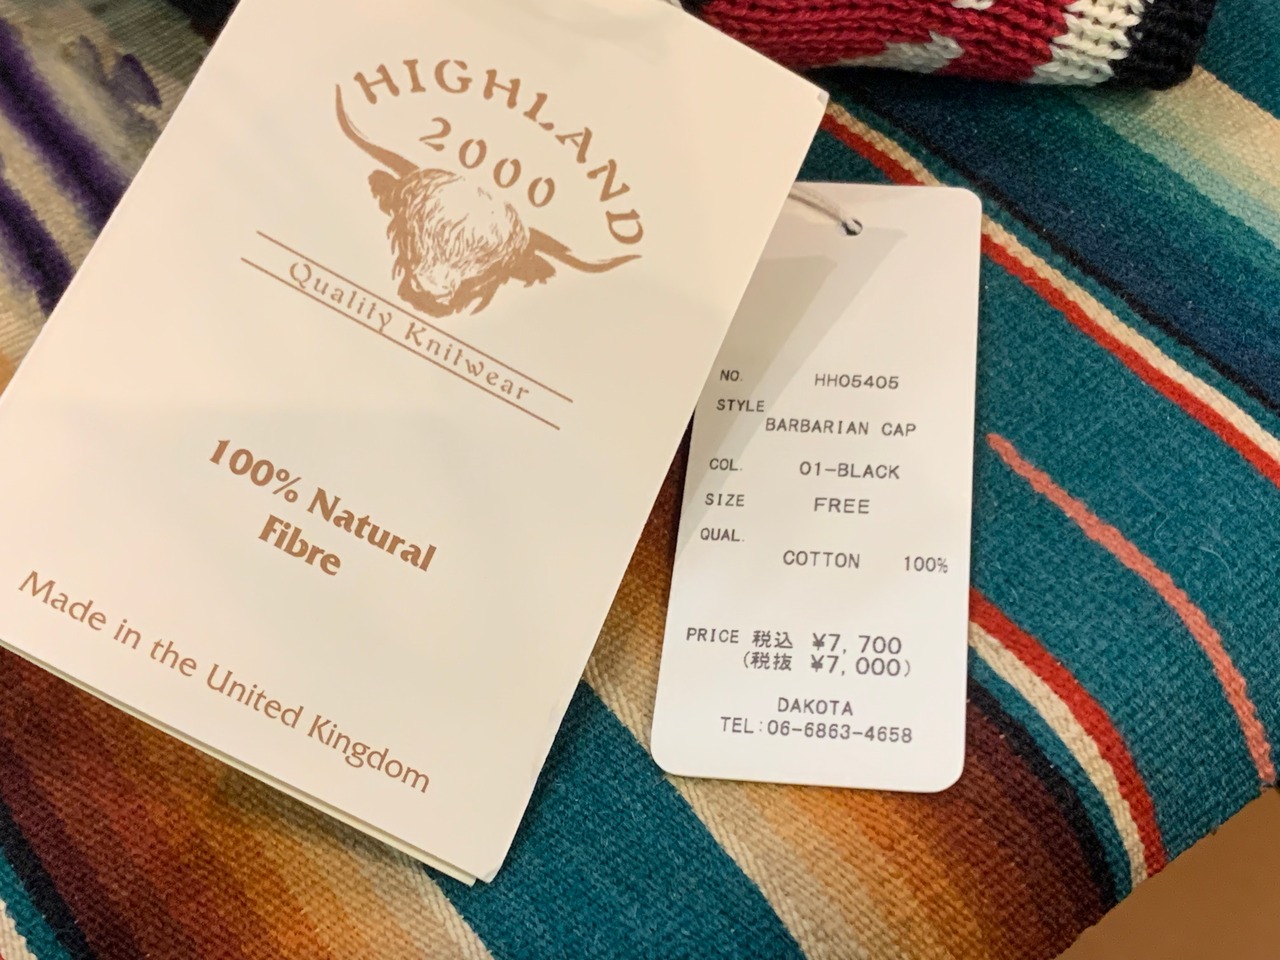 HIGHLAND
2000
Quality Knitwear
100% Natural
Fibre
Made in the United Kingdom
NO. HH05405
STYLE
BARBARIAN CAP
COL. 01-BLACK
SIZE FREE
QUAL.
COTTON 100%
PRICE 税込 ¥7,700
(税抜 ¥7,000)
DAKOTA
TEL:06-6863-4658